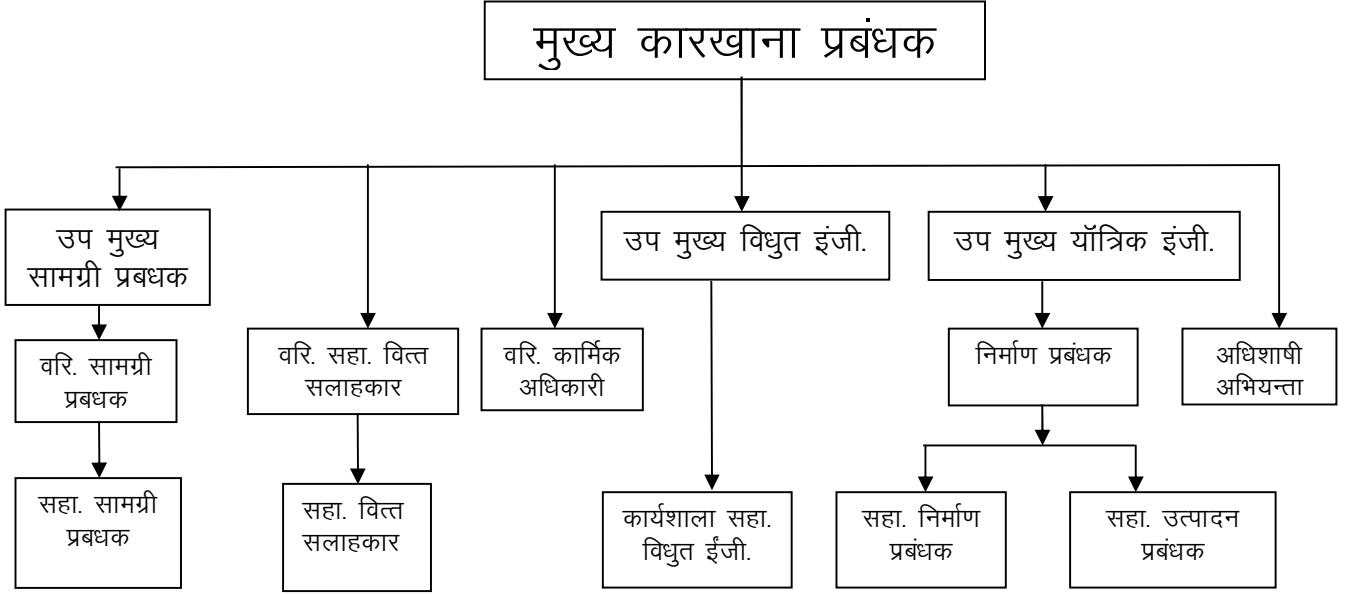 मुख्य कारखाना प्रबंधक
उप मुख्य
सामग्री प्रबधक
उप मुख्य विधुत इंजी.
उप मुख्य यॉत्रिक इंजी.
वरि. सामग्री
प्रबधक
वरि. सहा. वित्त
सलाहकार
वरि. कार्मिक
अधिकारी
निर्माण प्रबंधक
अधिशाषी
अभियन्ता
सहा. सामग्री
प्रबधक
सहा. वित्त
सलाहकार
कार्यशाला सहा.
विधुत ईंजी.
सहा. निर्माण
प्रबंधक
सहा. उत्पादन
प्रबंधक